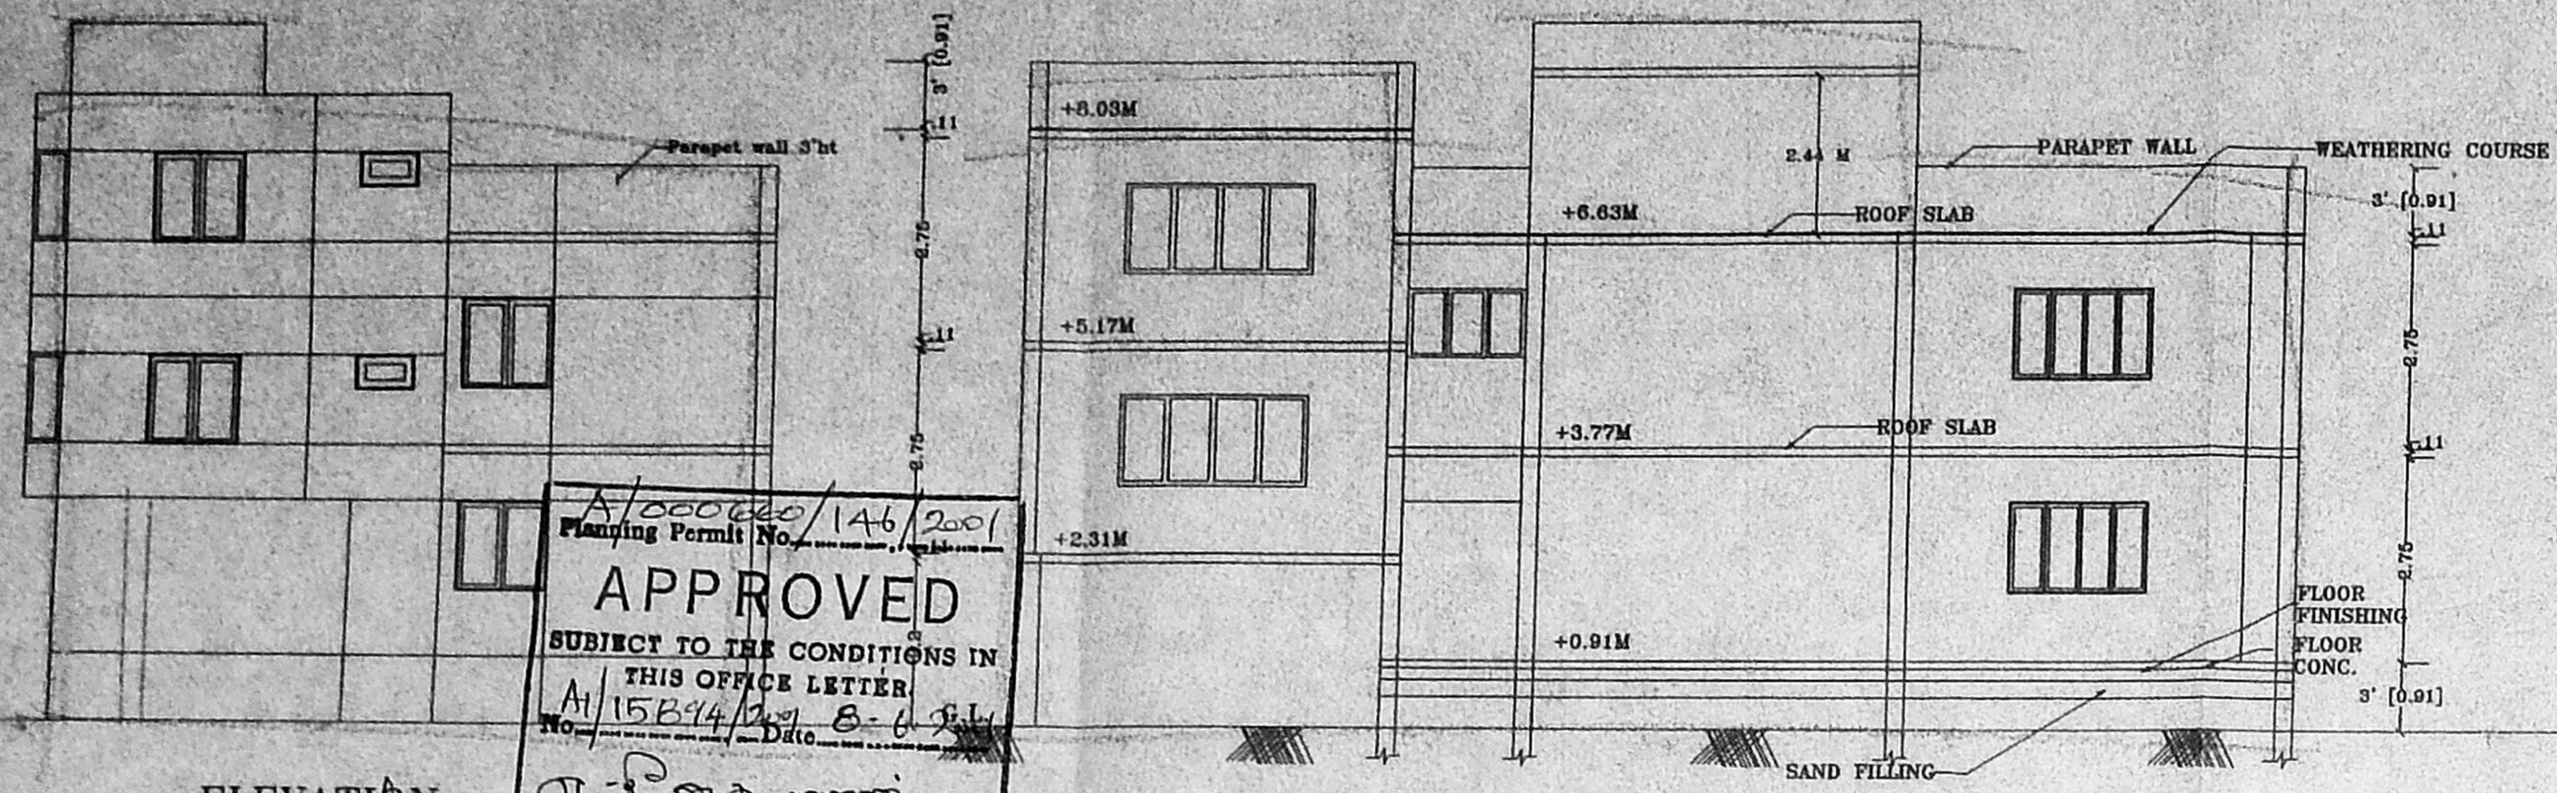 3' [0.91]
.11
2.75
.11
2.75
Parapet wall 3'ht
+8.03M
+5.17M
+2.31M
2.44 M
PARAPET WALL
WEATHERING COURSE
3' [0.91]
+6.63M
ROOF SLAB
.11
2.75
+3.77M
ROOF SLAB
.11
2.75
FLOOR
FINISHING
+0.91M
FLOOR
CONC.
3' [0.91]
SAND FILLING
A/000660/146/2001
Planning Permit No
APPROVED
SUBJECT TO THE CONDITIONS IN
THIS OFFICE LETTER
No Date 8-6
G.L
ELEVATION